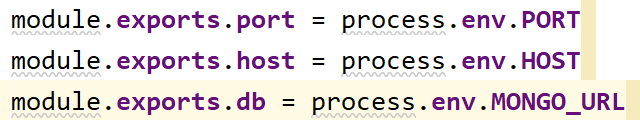 module.exports.port = process.env.PORT
module.exports.host = process.env.HOST
module.exports.db = process.env.MONGO_URL